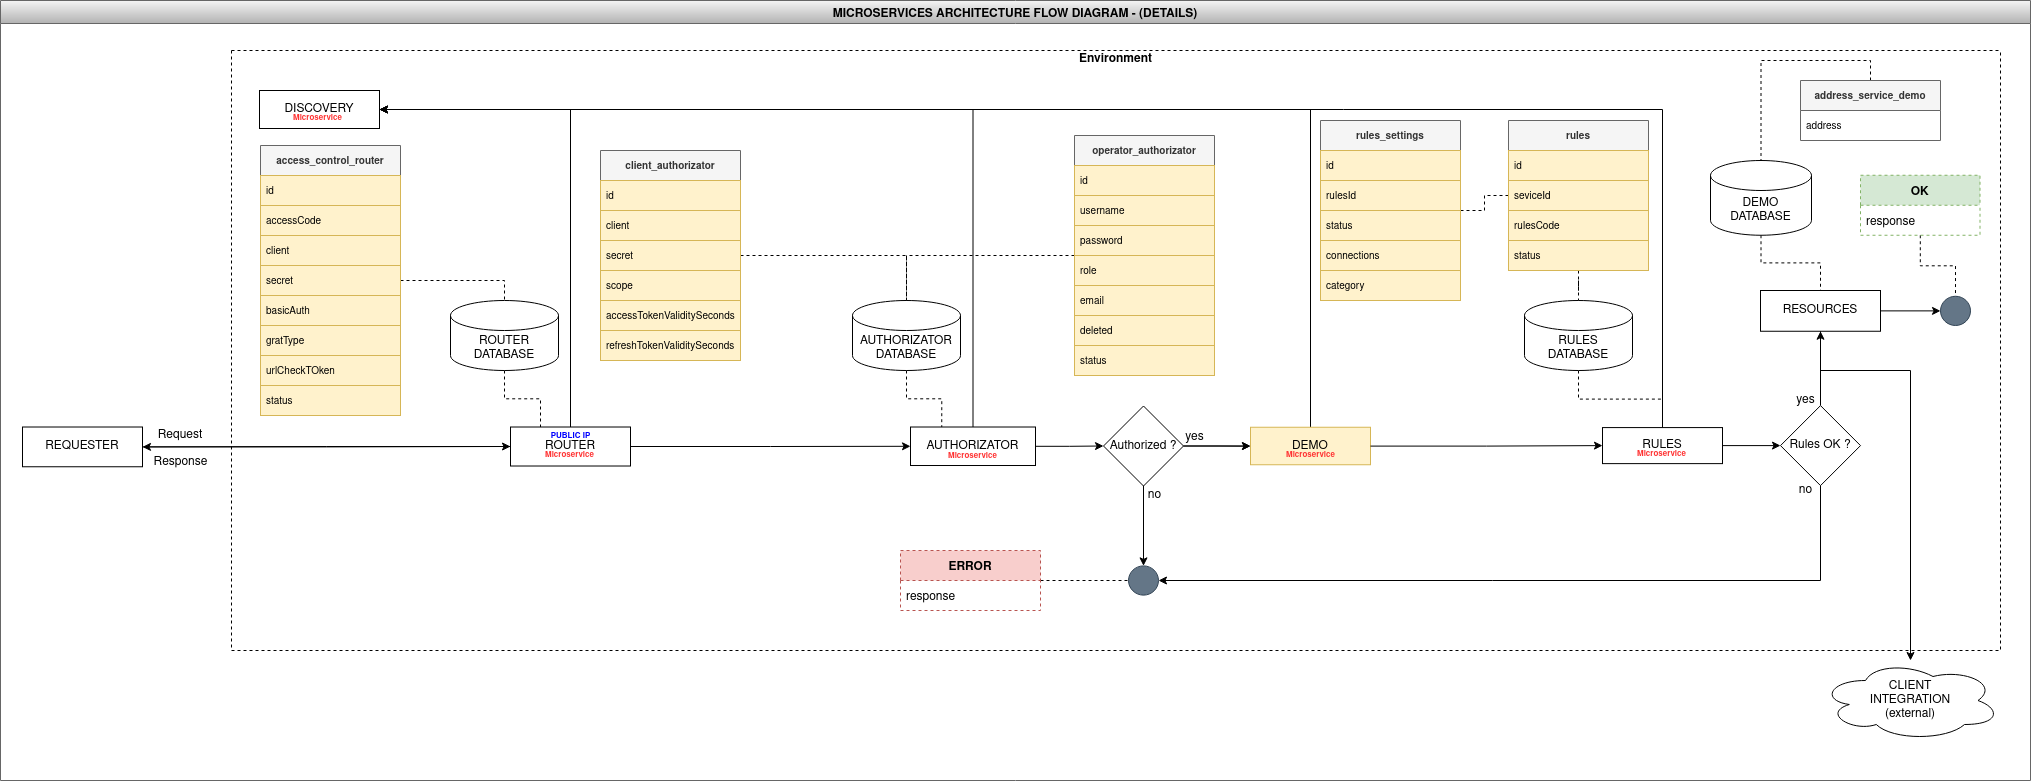 MICROSERVICES ARCHITECTURE FLOW DIAGRAM - (DETAILS)
Environment
DISCOVERY
Microservice
access_control_router
id
accessCode
client
secret
basicAuth
gratType
urlCheckTOken
status
ROUTER
DATABASE
client_authorizator
id
client
secret
scope
accessTokenValiditySeconds
refreshTokenValiditySeconds
AUTHORIZATOR
DATABASE
operator_authorizator
id
username
password
role
email
deleted
status
rules_settings
id
rulesId
status
connections
category
rules
id
seviceId
rulesCode
status
RULES
DATABASE
address_service_demo
address
DEMO
DATABASE
OK
response
RESOURCES
REQUESTER
Request
Response
PUBLIC IP
ROUTER
Microservice
AUTHORIZATOR
Microservice
Authorized ?
yes
no
DEMO
Microservice
RULES
Microservice
Rules OK ?
yes
no
ERROR
response
CLIENT
INTEGRATION
(external)